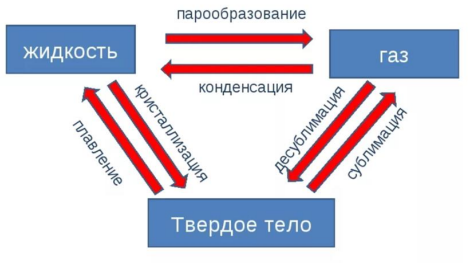 парообразование
жидкость
газ
конденсация
плавление
кристаллизация
десублимация
сублимация
Твердое тело